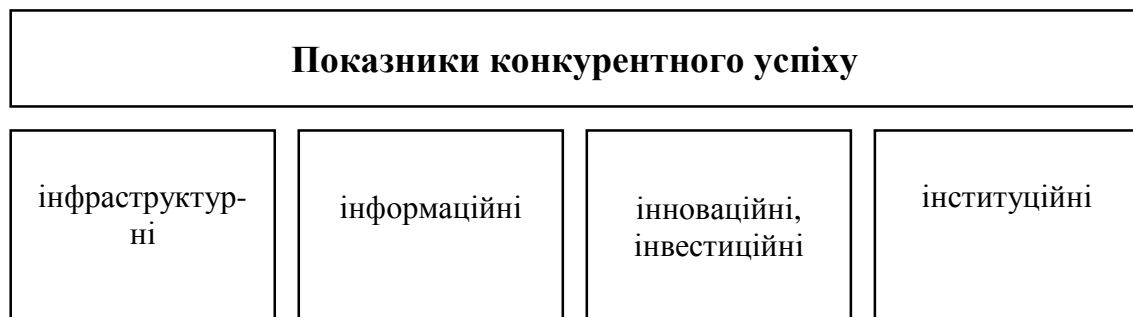 Показники конкурентного успіху
інфраструктур-
ні
інформаційні
інноваційні,
інвестиційні
інституційні